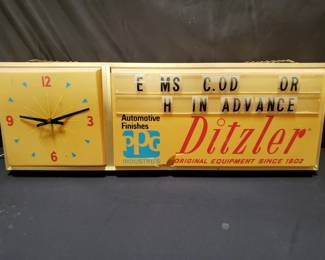 12
3
6
9
E MS C.OD OR
H IN ADVANCE
Automotive
Finishes
PPG
INDUSTRIES
Ditzler
ORIGINAL EQUIPMENT SINCE 1902